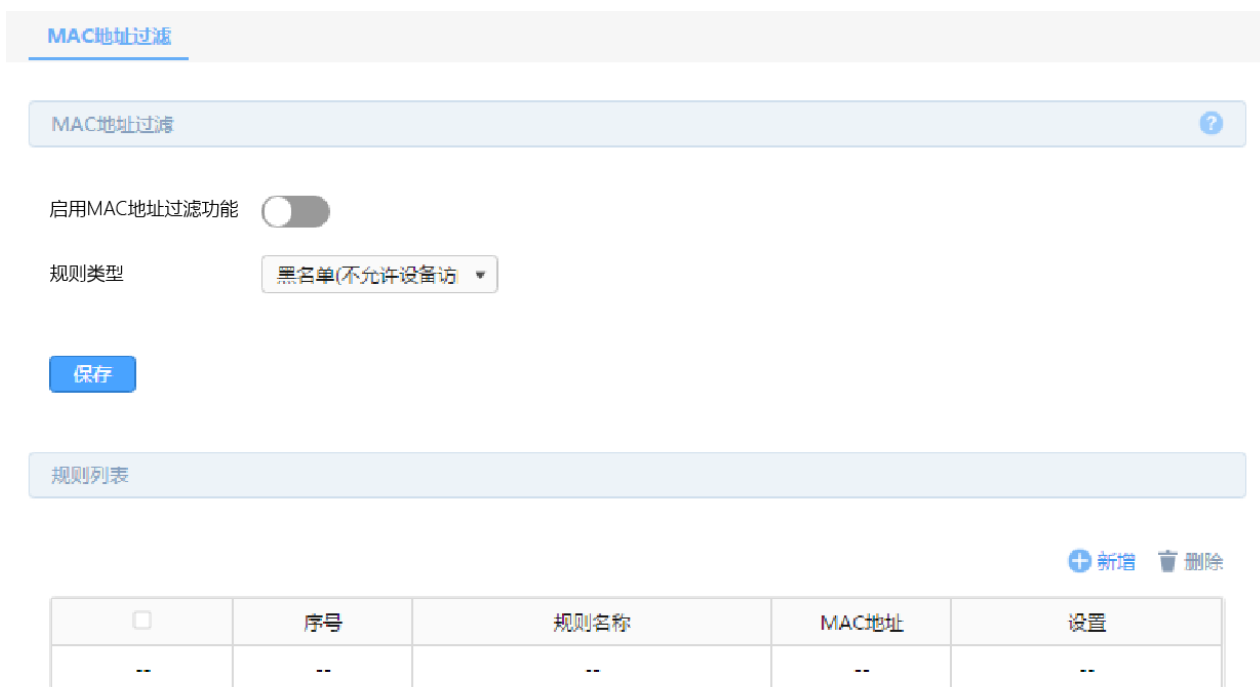 MAC地址过滤
MAC地址过滤
启用MAC地址过滤功能
规则类型 黑名单(不允许设备访
保存
规则列表
新增 删除
序号 规则名称 MAC地址 设置
-- -- -- -- --